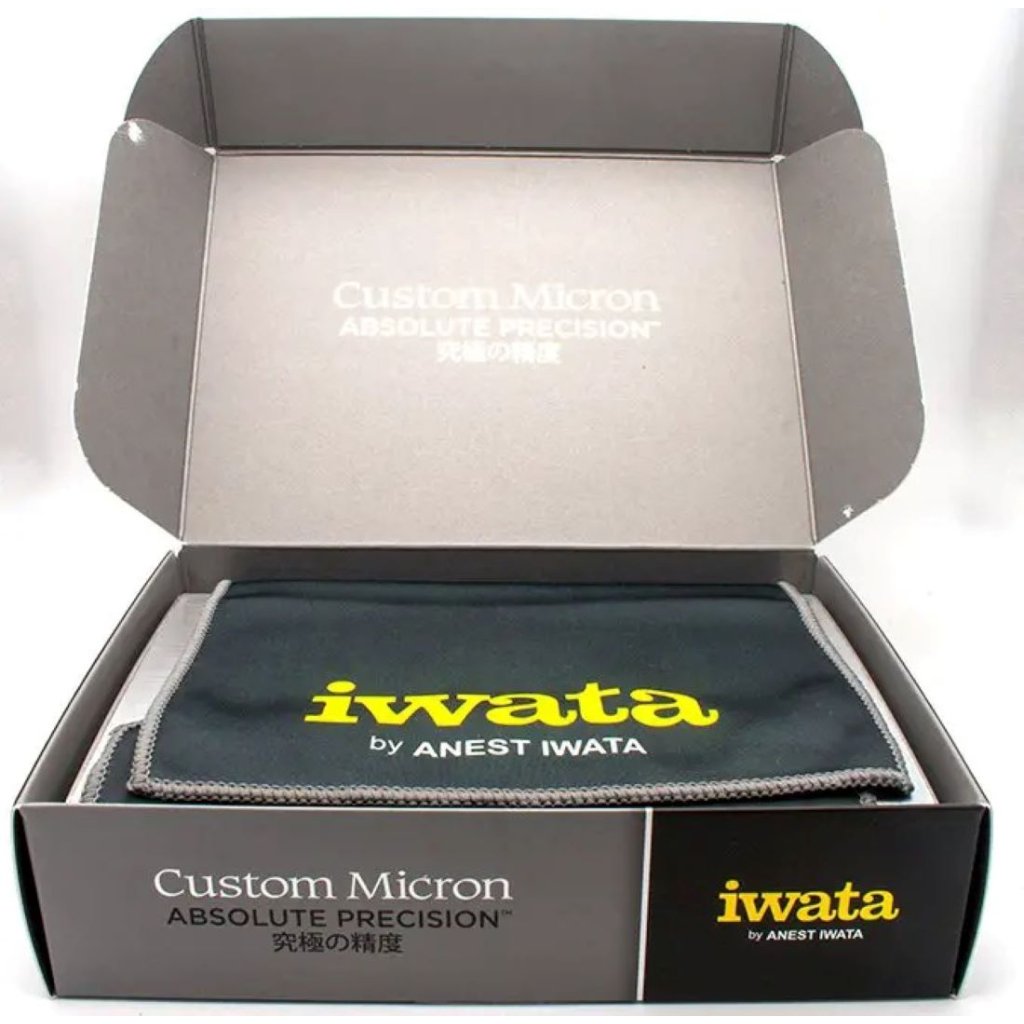 Custom Micron
ABSOLUTE PRECISION™
究極の精度
iwata
by ANEST IWATA
Custom Micron
ABSOLUTE PRECISION™
究極の精度
iwata
by ANEST IWATA